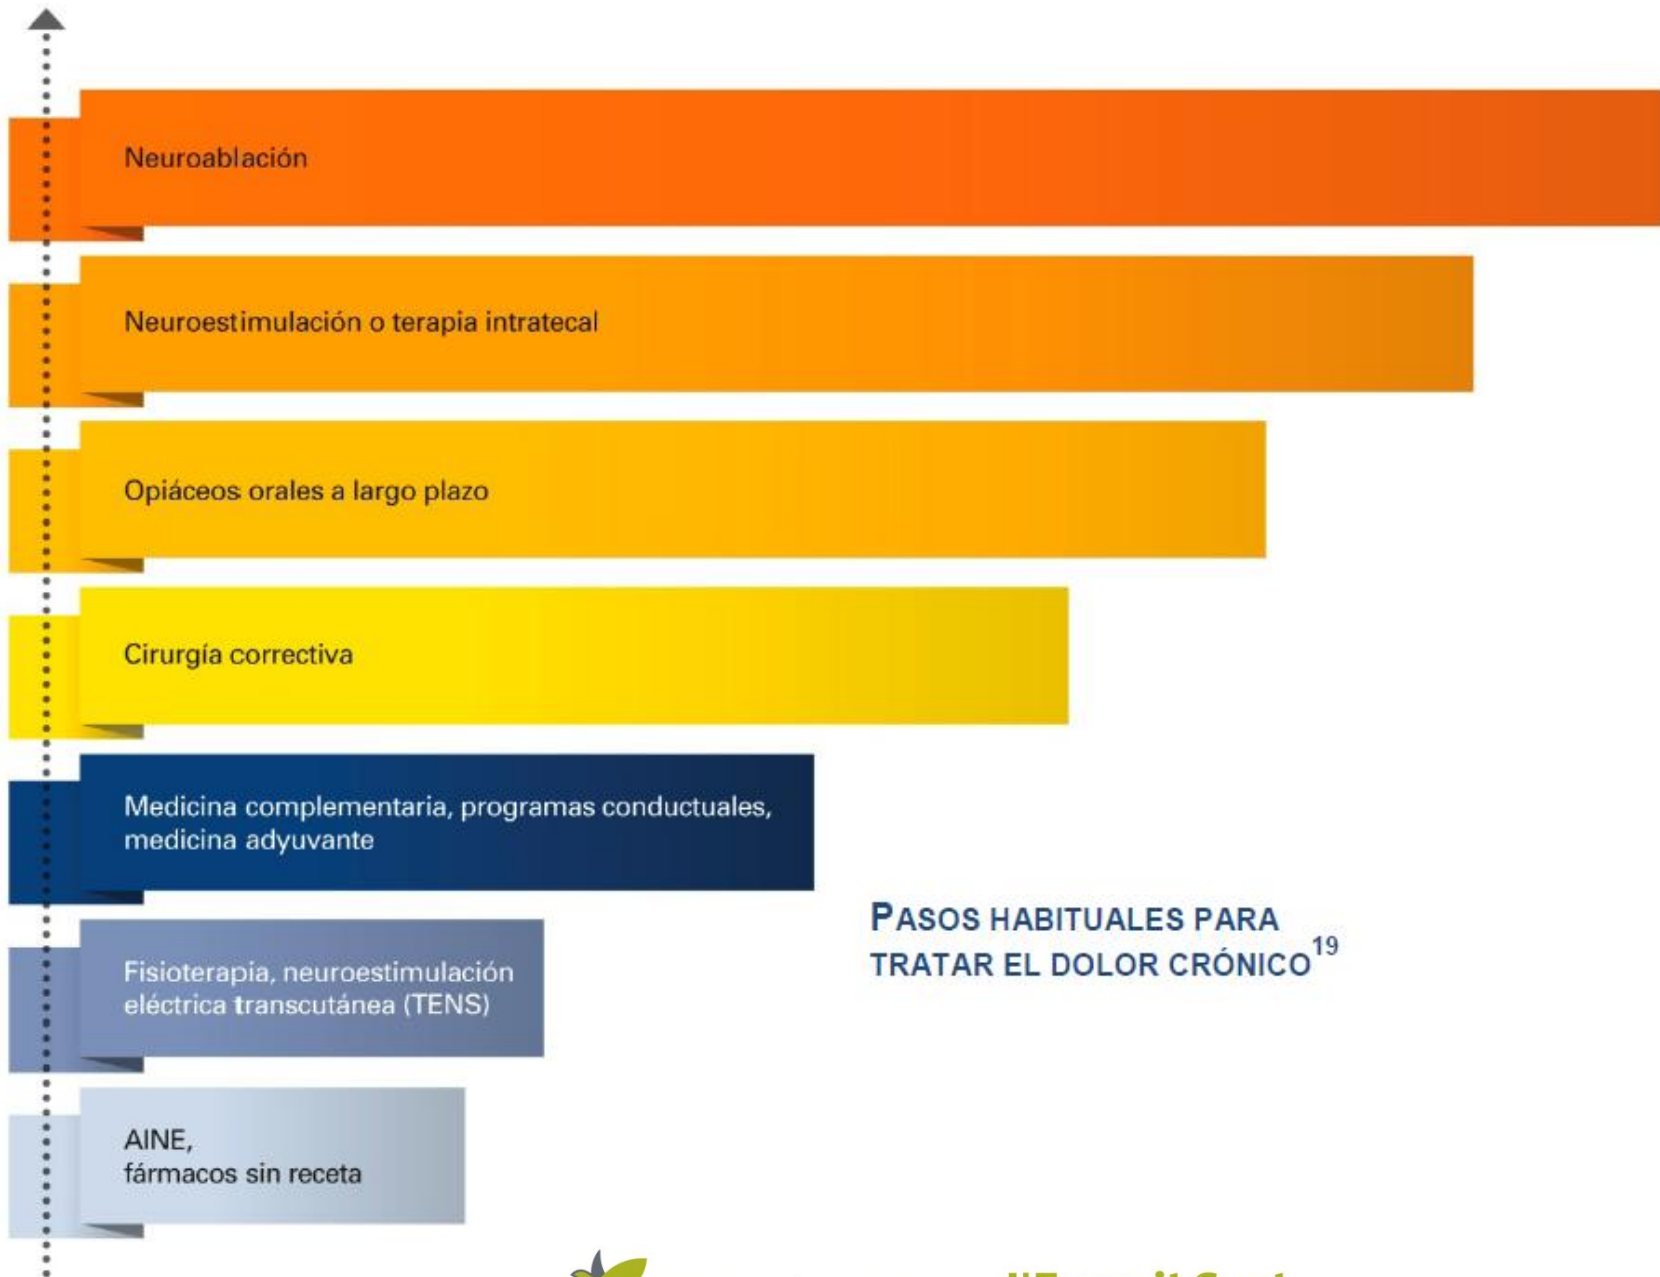 Neuroablación
Neuroestimulación o terapia intratecal
Opiáceos orales a largo plazo
Cirurgía correctiva
Medicina complementaria, programas conductuales,
medicina adyuvante
PASOS HABITUALES PARA
TRATAR EL DOLOR CRÓNICO19
Fisioterapia, neuroestimulación
eléctrica transcutánea (TENS)
AINE,
fármacos sin receta